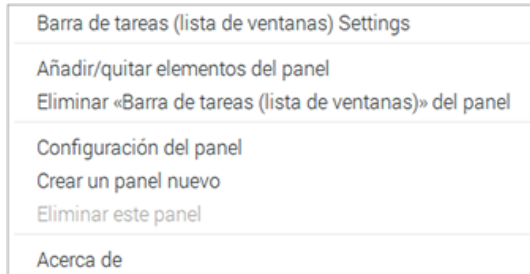 Barra de tareas (lista de ventanas) Settings
Añadir/quitar elementos del panel
Eliminar «Barra de tareas (lista de ventanas)» del panel
Configuración del panel
Crear un panel nuevo
Eliminar este panel
Acerca de